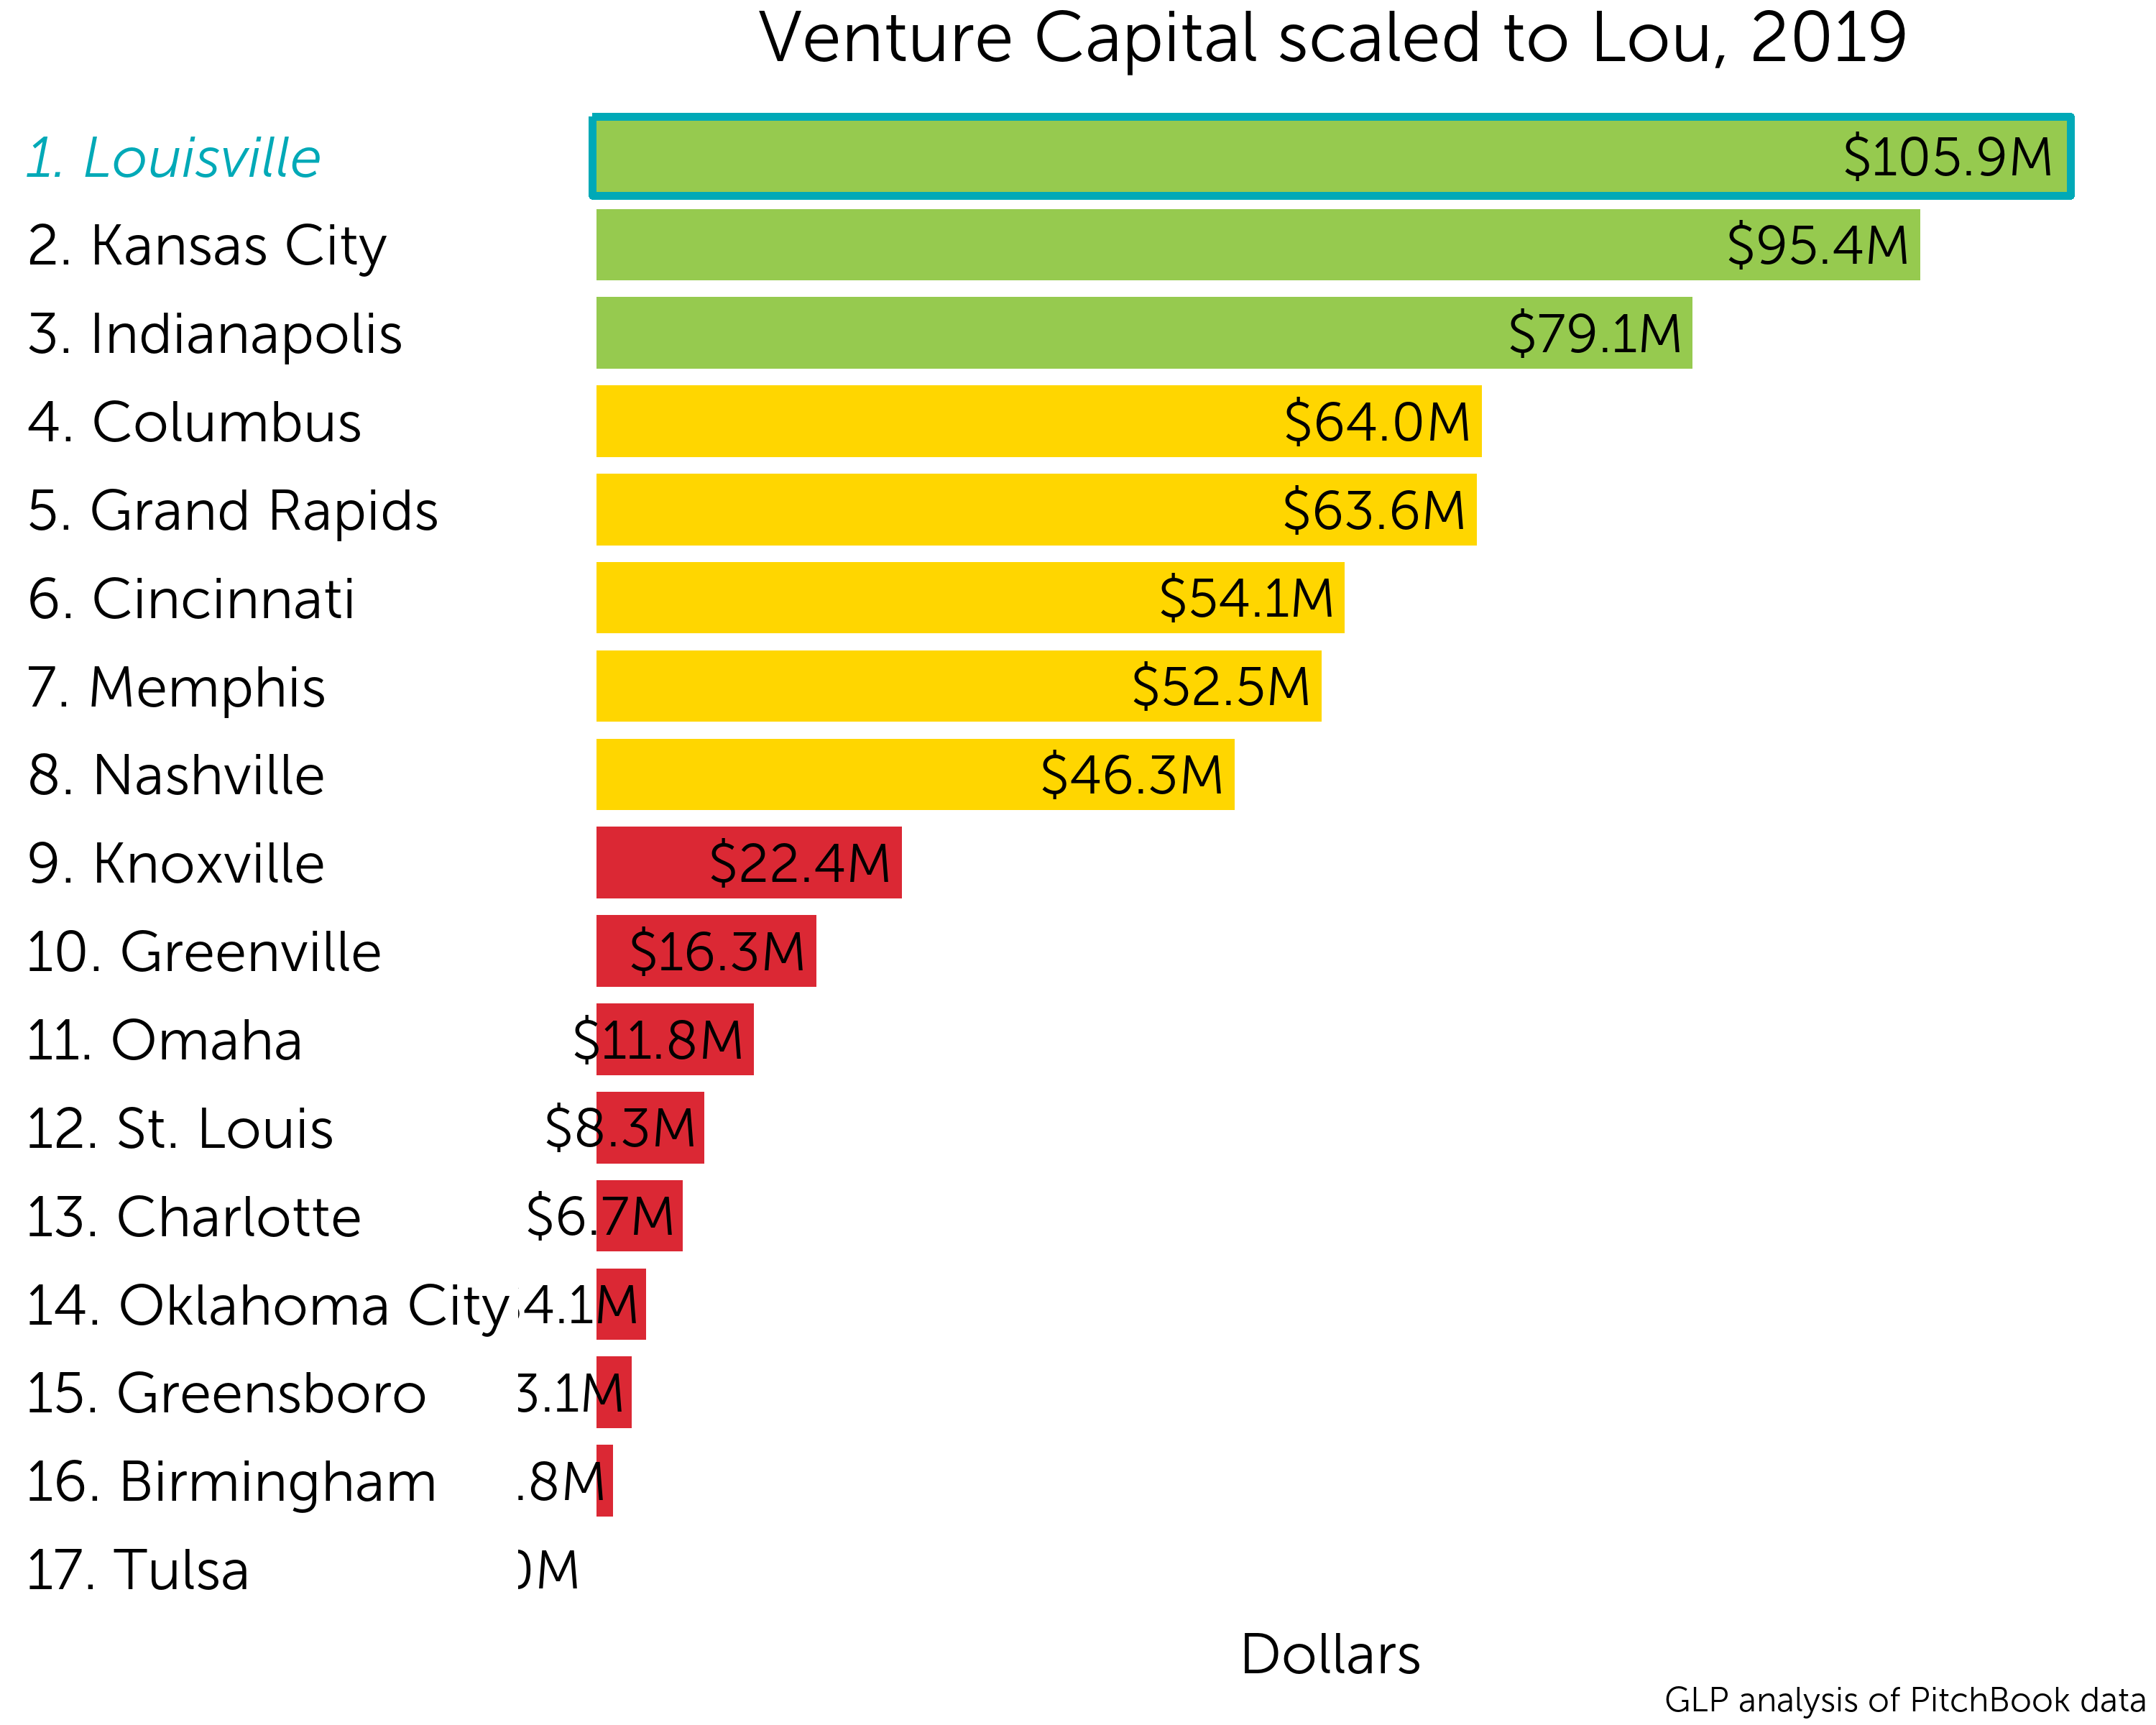 Venture Capital scaled to Lou, 2019
1. Louisville $105.9M
2. Kansas City $95.4M
3. Indianapolis $79.1M
4. Columbus $64.0M
5. Grand Rapids $63.6M
6. Cincinnati $54.1M
7. Memphis $52.5M
8. Nashville $46.3M
9. Knoxville $22.4M
10. Greenville $16.3M
11. Omaha $11.8M
12. St. Louis $8.3M
13. Charlotte $6.7M
14. Oklahoma City 4.1M
15. Greensboro 3.1M
16. Birmingham .8M
17. Tulsa 0M
Dollars
GLP analysis of PitchBook data